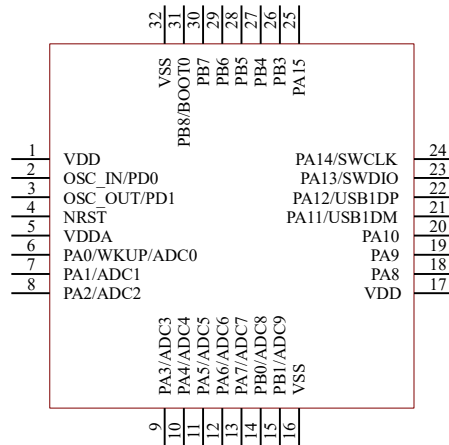 32 31 30 29 28 27 26 25
VSS
PB8/BOOT0
PB7
PB6
PB5
PB4
PB3
PA15
1 VDD
2 OSC_IN/PD0
3 OSC_OUT/PD1
4 NRST
5 VDDA
6 PA0/WKUP/ADC0
7 PA1/ADC1
8 PA2/ADC2
PA14/SWCLK 24
PA13/SWDIO 23
PA12/USB1DP 22
PA11/USB1DM 21
PA10 20
PA9 19
PA8 18
VDD 17
PA3/ADC3
PA4/ADC4
PA5/ADC5
PA6/ADC6
PA7/ADC7
PB0/ADC8
PB1/ADC9
VSS
9 10 11 12 13 14 15 16